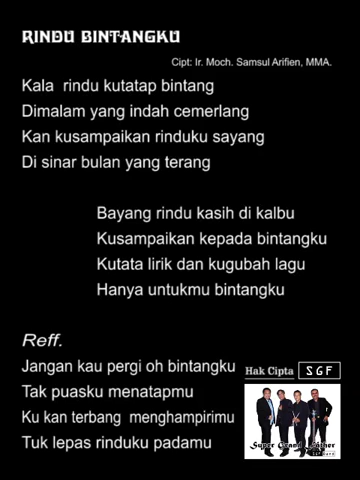 RINDU BINTANGKU
Cipt: Ir. Moch. Samsul Arifien, MMA.
Kala rindu kutatap bintang
Dimalam yang indah cemerlang
Kan kusampaikan rinduku sayang
Di sinar bulan yang terang
Bayang rindu kasih di kalbu
Kusampaikan kepada bintangku
Kutata lirik dan kugubah lagu
Hanya untukmu bintangku
Reff.
Jangan kau pergi oh bintangku
Tak puasku menatapmu
Ku kan terbang menghampirimu
Tuk lepas rinduku padamu
Hak Cipta SGF
Super Grand Father